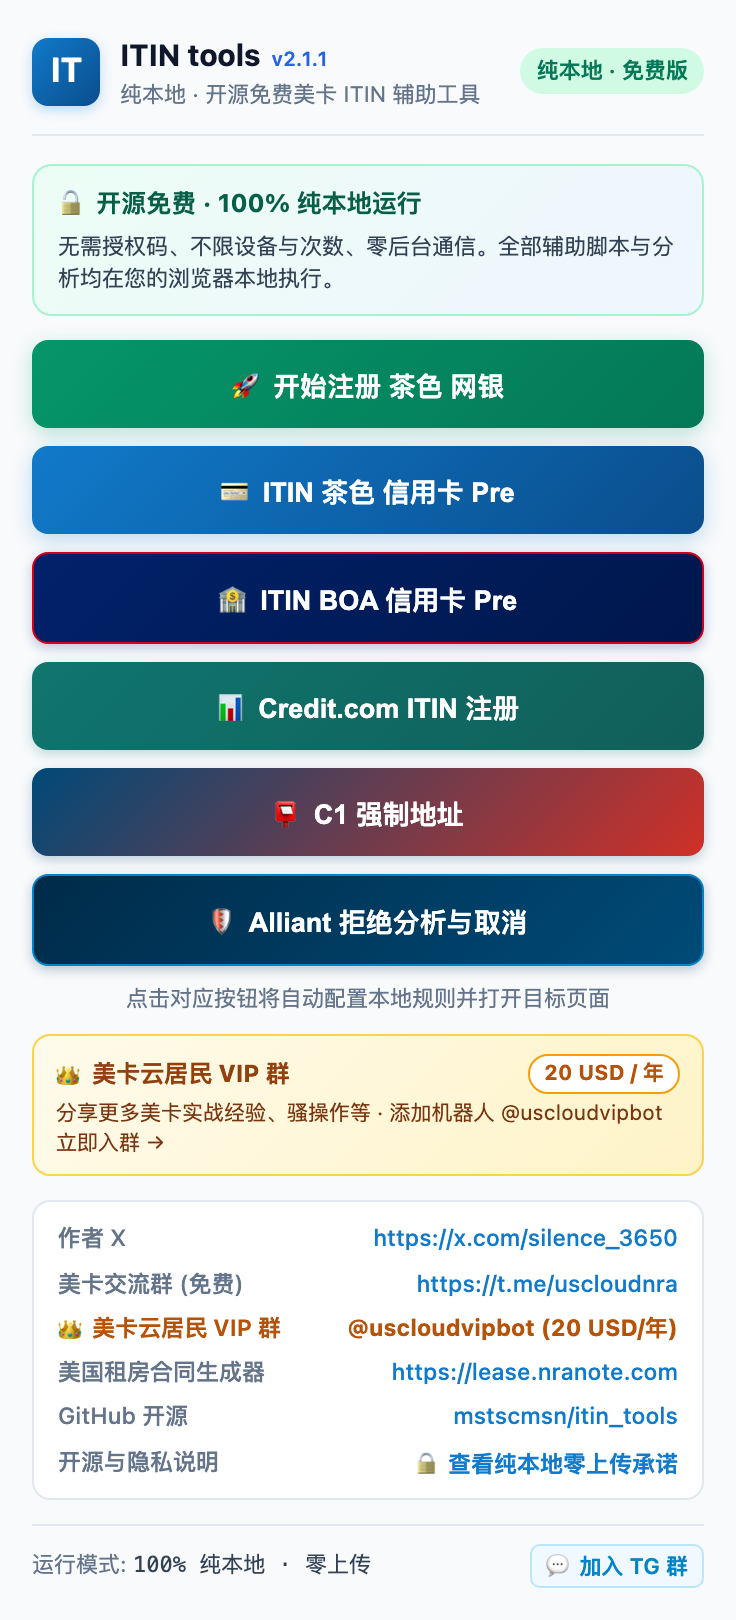 IT
ITIN tools v2.1.1
纯本地 · 开源免费美卡 ITIN 辅助工具
纯本地 · 免费版
开源免费 · 100% 纯本地运行
无需授权码、不限设备与次数、零后台通信。全部辅助脚本与分
析均在您的浏览器本地执行。
开始注册 茶色 网银
ITIN 茶色 信用卡 Pre
ITIN BOA 信用卡 Pre
Credit.com ITIN 注册
C1 强制地址
Alliant 拒绝分析与取消
点击对应按钮将自动配置本地规则并打开目标页面
美卡云居民 VIP 群
20 USD / 年
分享更多美卡实战经验、骚操作等 · 添加机器人 @uscloudvipbot
立即入群 →
作者 X https://x.com/silence_3650
美卡交流群 (免费) https://t.me/uscloudnra
美卡云居民 VIP 群 @uscloudvipbot (20 USD/年)
美国租房合同生成器 https://lease.nranote.com
GitHub 开源 mstscmsn/itin_tools
开源与隐私说明 查看纯本地零上传承诺
运行模式: 100% 纯本地 · 零上传
加入 TG 群